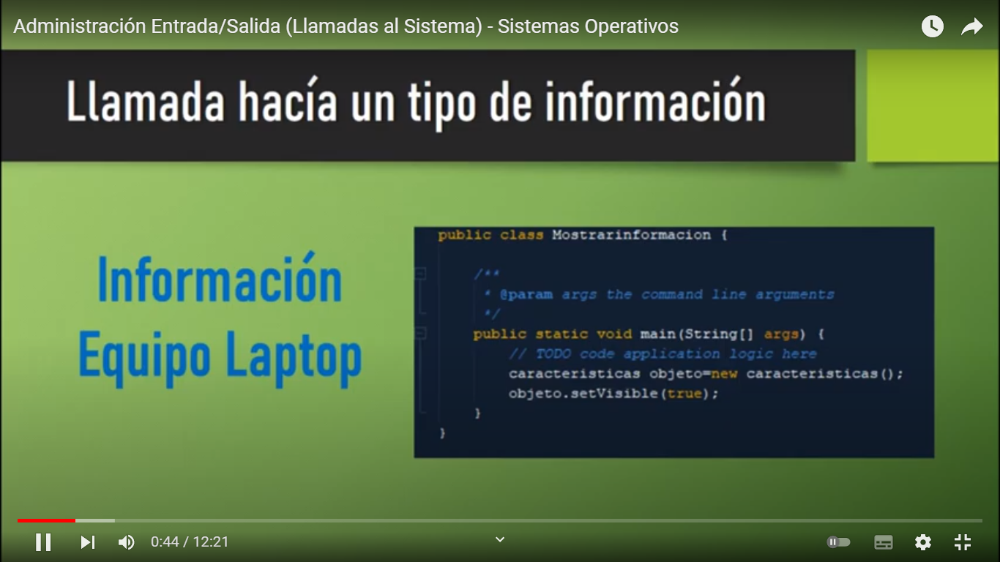 Administración Entrada/Salida (Llamadas al Sistema) - Sistemas Operativos
Llamada hacía un tipo de información
Información
Equipo Laptop
public class Mostrarinformacion {
/**
* @param args the command line arguments
*/
public static void main(String[] args) {
// TODO code application logic here
caracteristicas objeto=new caracteristicas();
objeto.setVisible(true);
}
}
0:44 / 12:21